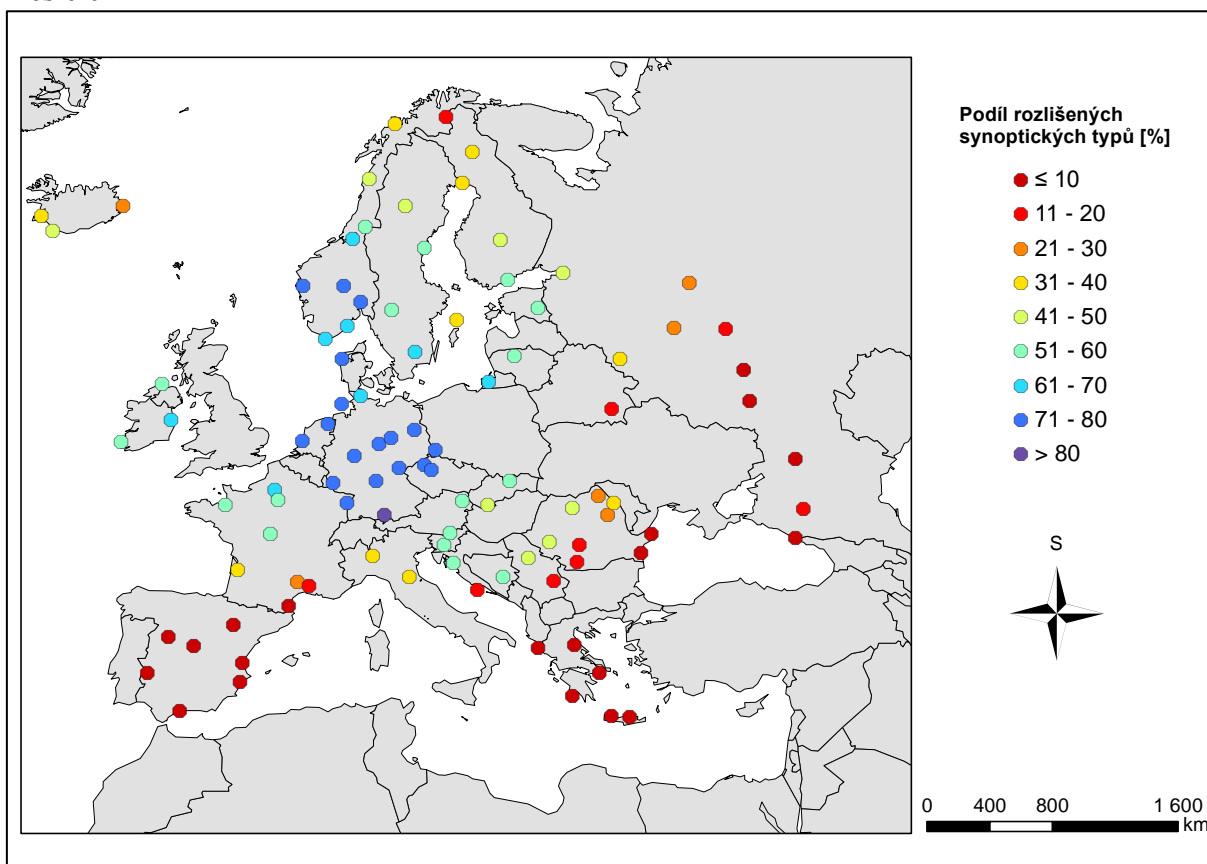 Podíl rozlišených
synoptických typů [%]
≤ 10
11 - 20
21 - 30
31 - 40
41 - 50
51 - 60
61 - 70
71 - 80
> 80
S
0 400 800 1 600
km